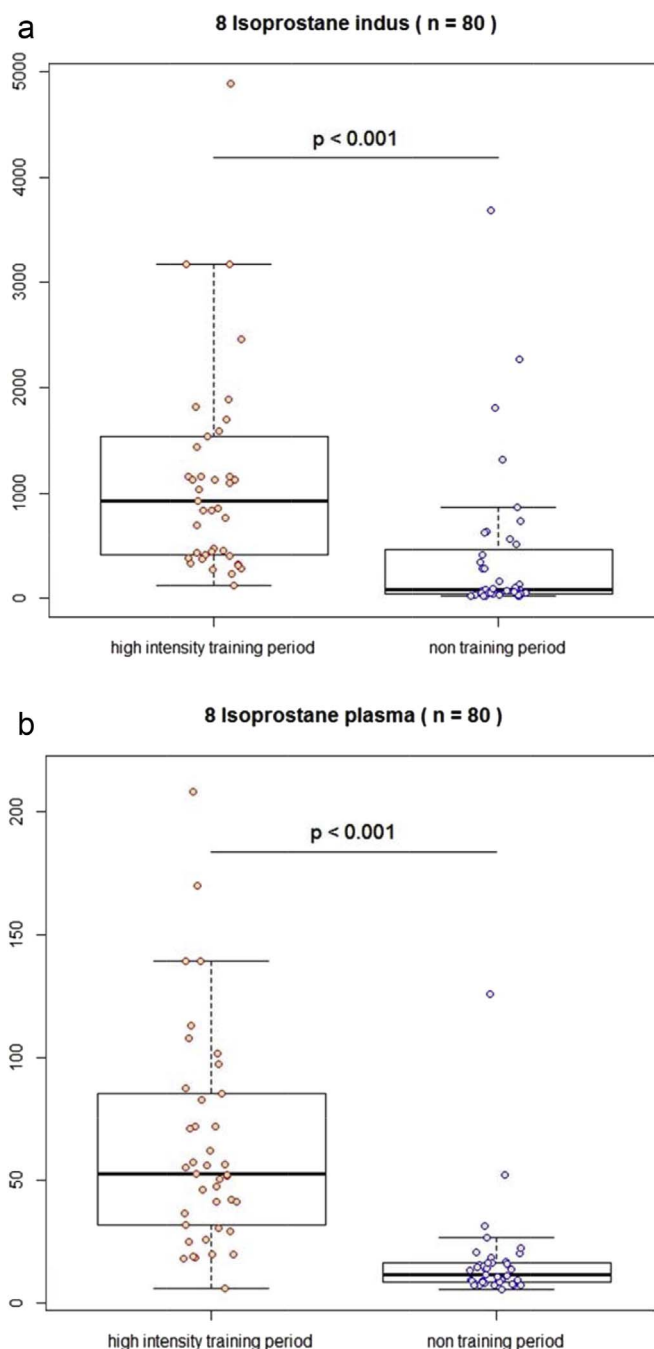 a
8 Isoprostane indus ( n = 80 )
5000
p < 0.001
4000
3000
2000
1000
0
high intensity training period non training period
b
8 Isoprostane plasma ( n = 80 )
200
p < 0.001
150
100
50
0
high intensity training period non training period